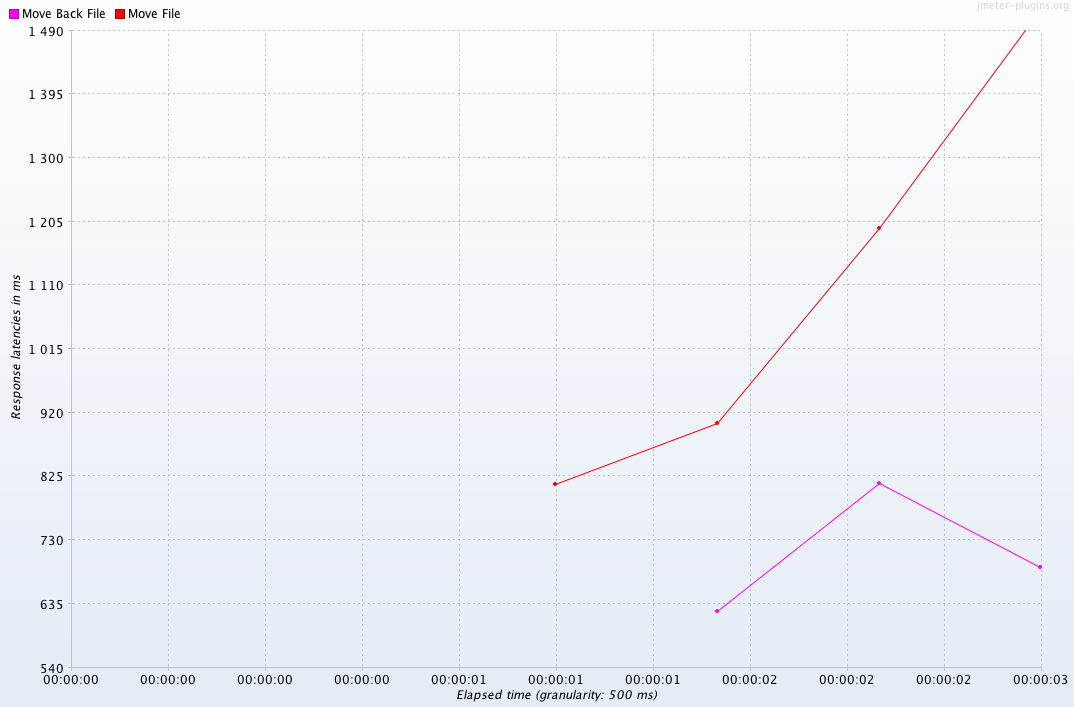 jmeter-plugins.org
Move Back File Move File
1 490
1 395
1 300
1 205
1 110
1 015
920
825
730
635
540
Response latencies in ms
00:00:00 00:00:00 00:00:00 00:00:00 00:00:01 00:00:01 00:00:01 00:00:02 00:00:02 00:00:02 00:00:03
Elapsed time (granularity: 500 ms)